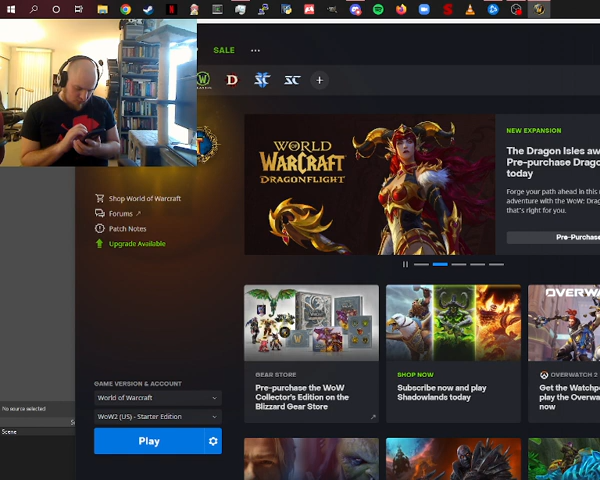 SALE
NEW EXPANSION
The Dragon Isles aw
Pre-purchase Drago
today
Forge your path ahead in this
adventure with the WoW: Drag
that's right for you.
Pre-Purchase
WORLD
OF
WARCRAFT
DRAGONFLIGHT
Shop World of Warcraft
Forums
Patch Notes
Upgrade Available
GEAR STORE
Pre-purchase the WoW
Collector's Edition on the
Blizzard Gear Store
SHOP NOW
Subscribe now and play
Shadowlands today
OVERW
OVERWATCH 2
Get the Watchp
play the Overwa
now
GAME VERSION & ACCOUNT
World of Warcraft
WoW2 (US) - Starter Edition
Play
No source selected
Scene